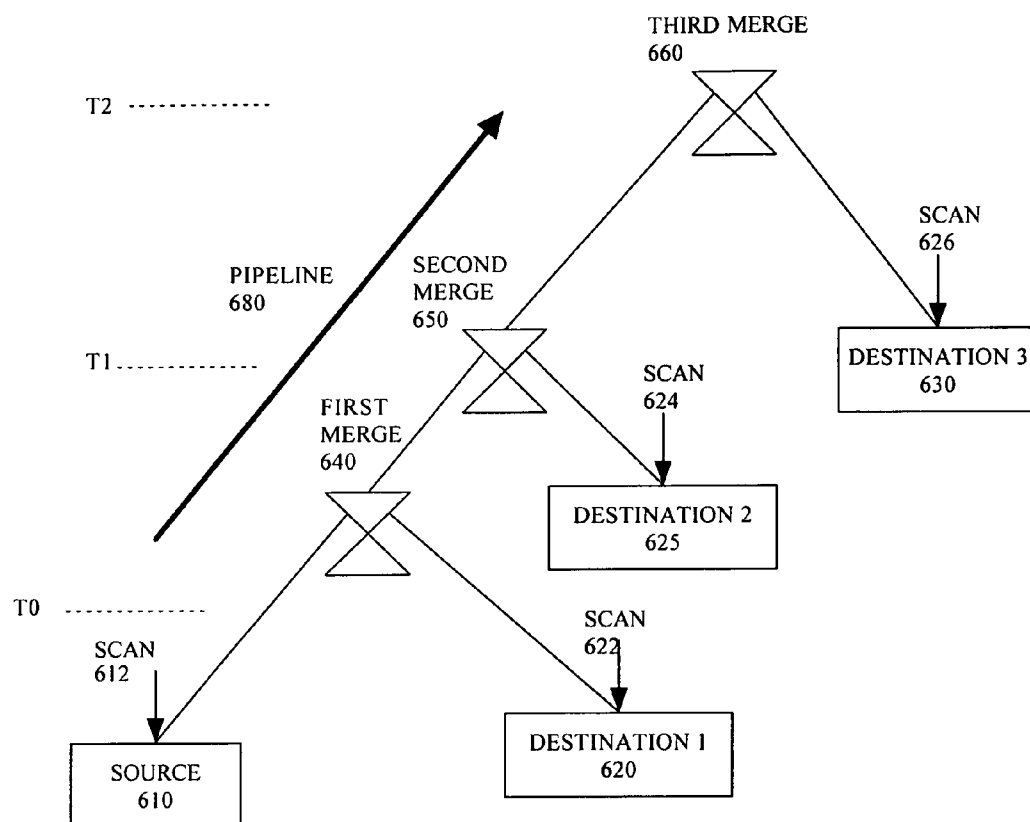 THIRD MERGE
660
T2
SCAN
626
PIPELINE
680
SECOND
MERGE
650
DESTINATION 3
630
T1
SCAN
624
FIRST
MERGE
640
DESTINATION 2
625
T0
SCAN
622
SCAN
612
DESTINATION 1
620
SOURCE
610